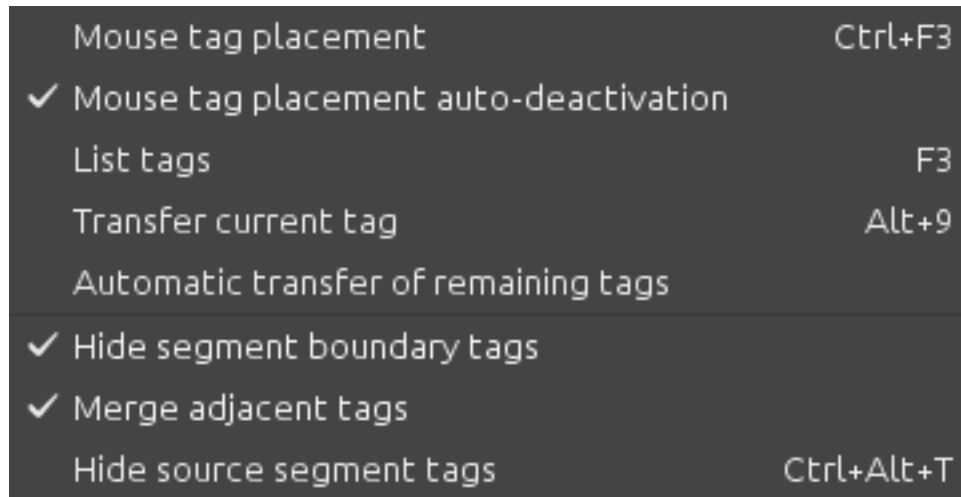 Mouse tag placement Ctrl+F3
Mouse tag placement auto-deactivation
List tags F3
Transfer current tag Alt+9
Automatic transfer of remaining tags
Hide segment boundary tags
Merge adjacent tags
Hide source segment tags Ctrl+Alt+T